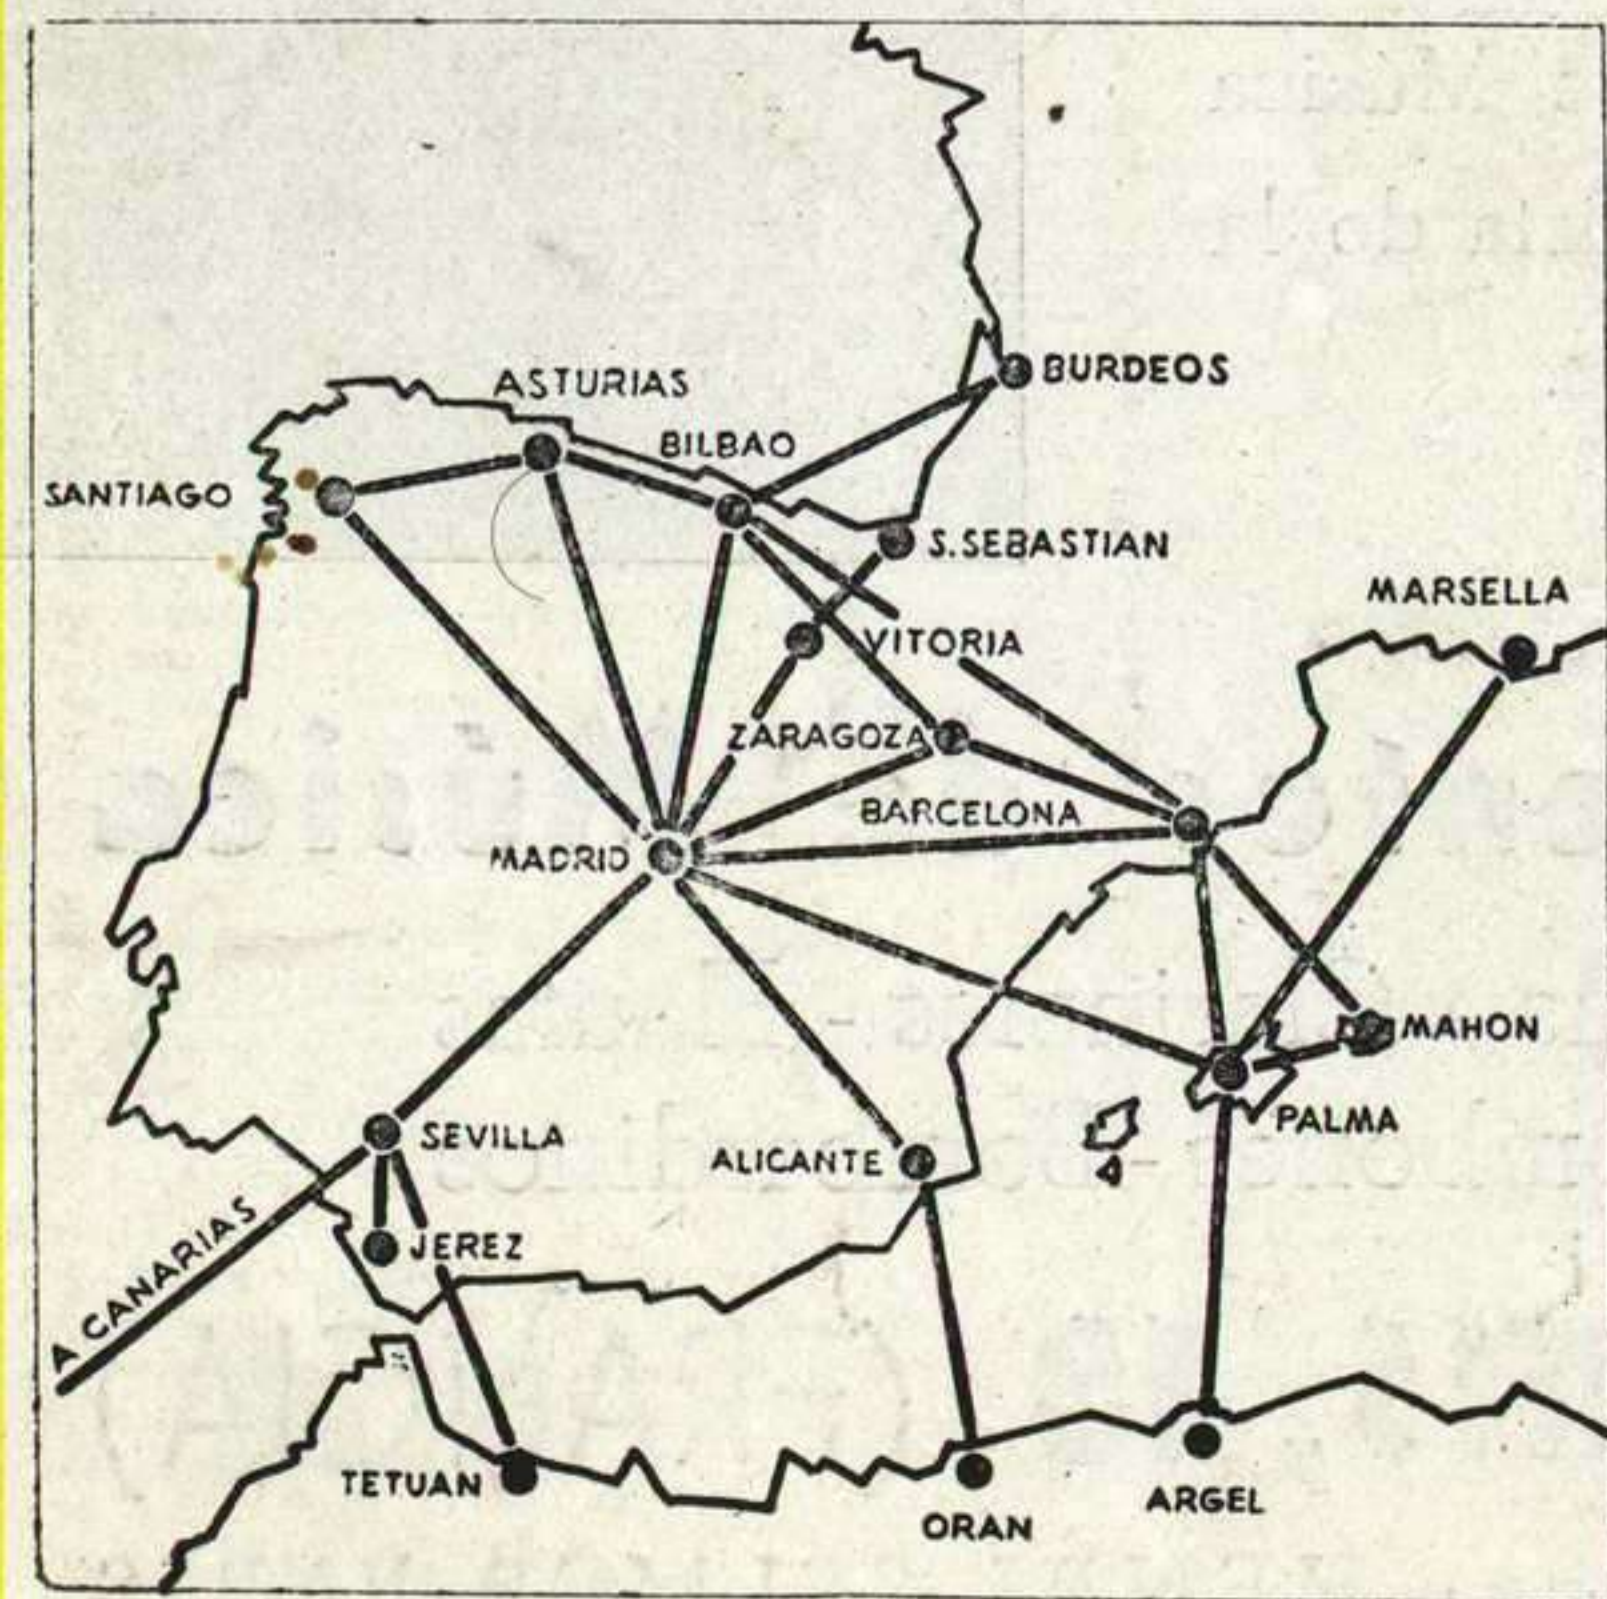 BURDEOS
ASTURIAS
BILBAO
SANTIAGO
S.SEBASTIAN
MARSELLA
VITORIA
ZARAGOZA
BARCELONA
MADRID
MAHON
PALMA
SEVILLA
ALICANTE
A CANARIAS
JEREZ
TETUAN
ARGEL
ORAN